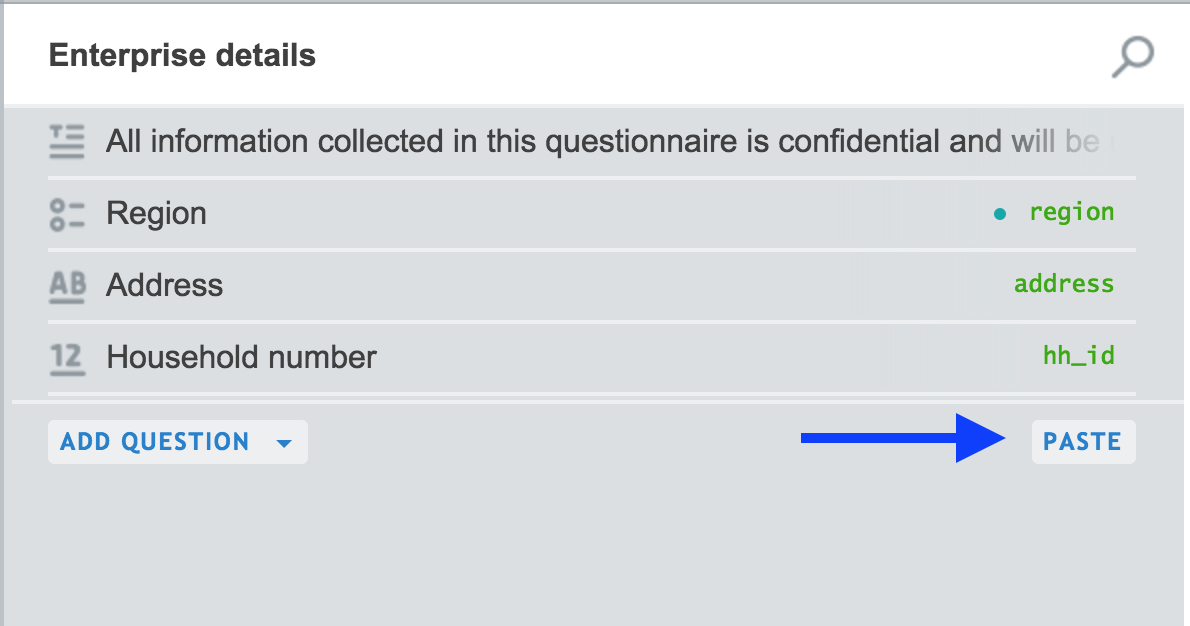 Enterprise details
All information collected in this questionnaire is confidential and will be
Region region
AB Address address
12 Household number hh_id
ADD QUESTION PASTE